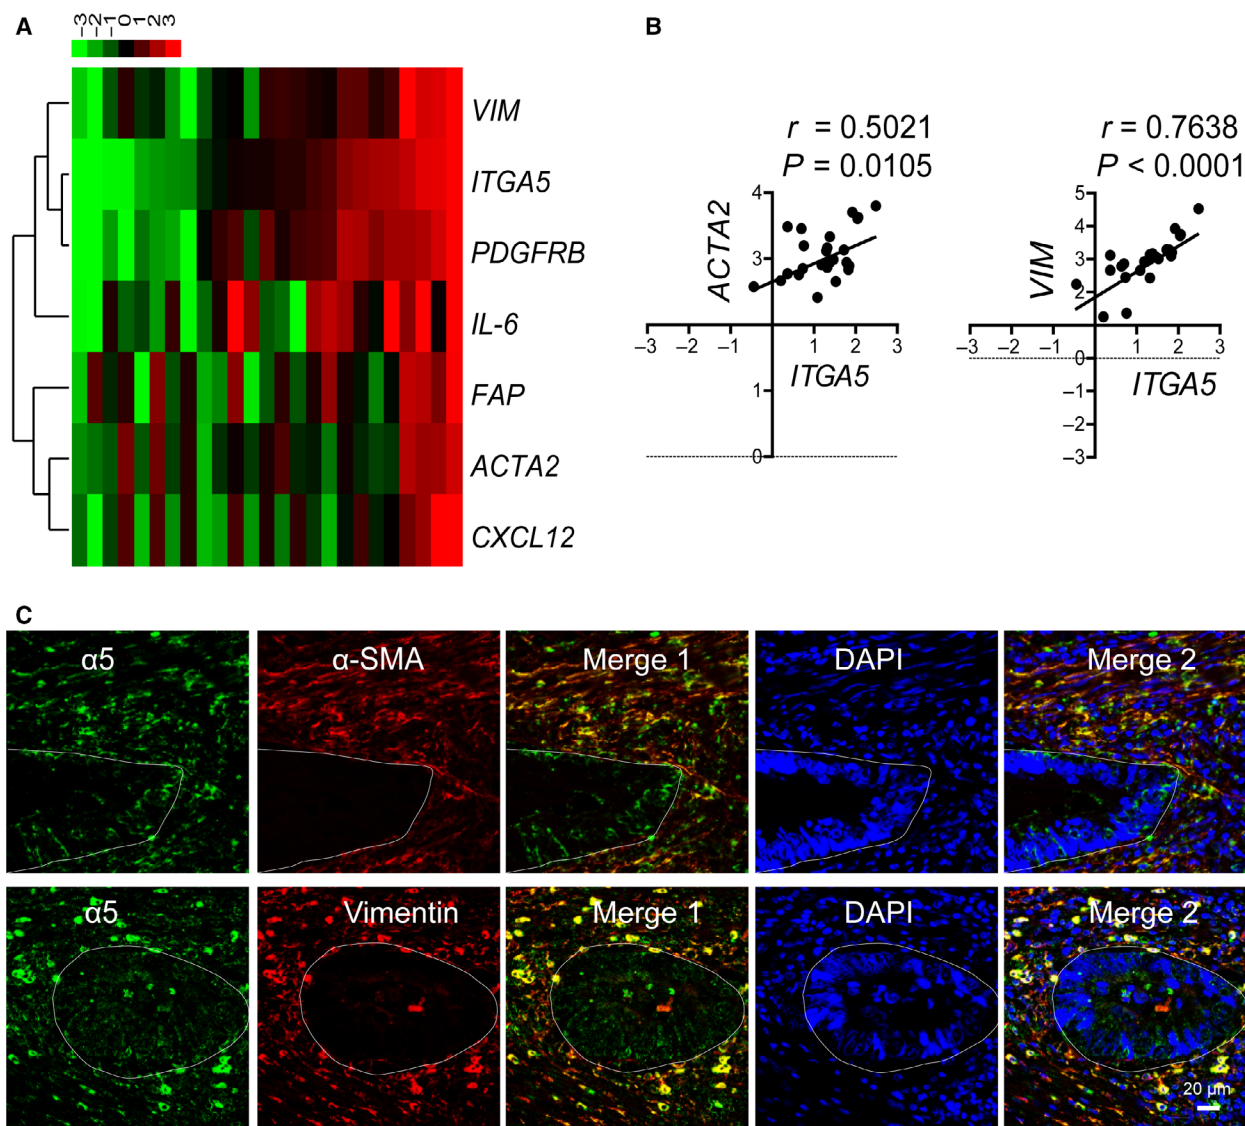 A
–3 –2 –1 0 1 2 3
VIM
ITGA5
PDGFRB
IL-6
FAP
ACTA2
CXCL12
B
r = 0.5021
P = 0.0105
ACTA2
4
3
–3 –2 –1 1 2 3
ITGA5
1
0
r = 0.7638
P < 0.0001
VIM
5
4
3
2
–3 –2 –1 0 1 2 3
ITGA5
0
–1
–2
–3
C
α5 α-SMA Merge 1 DAPI Merge 2
α5 Vimentin Merge 1 DAPI Merge 2
20 µm